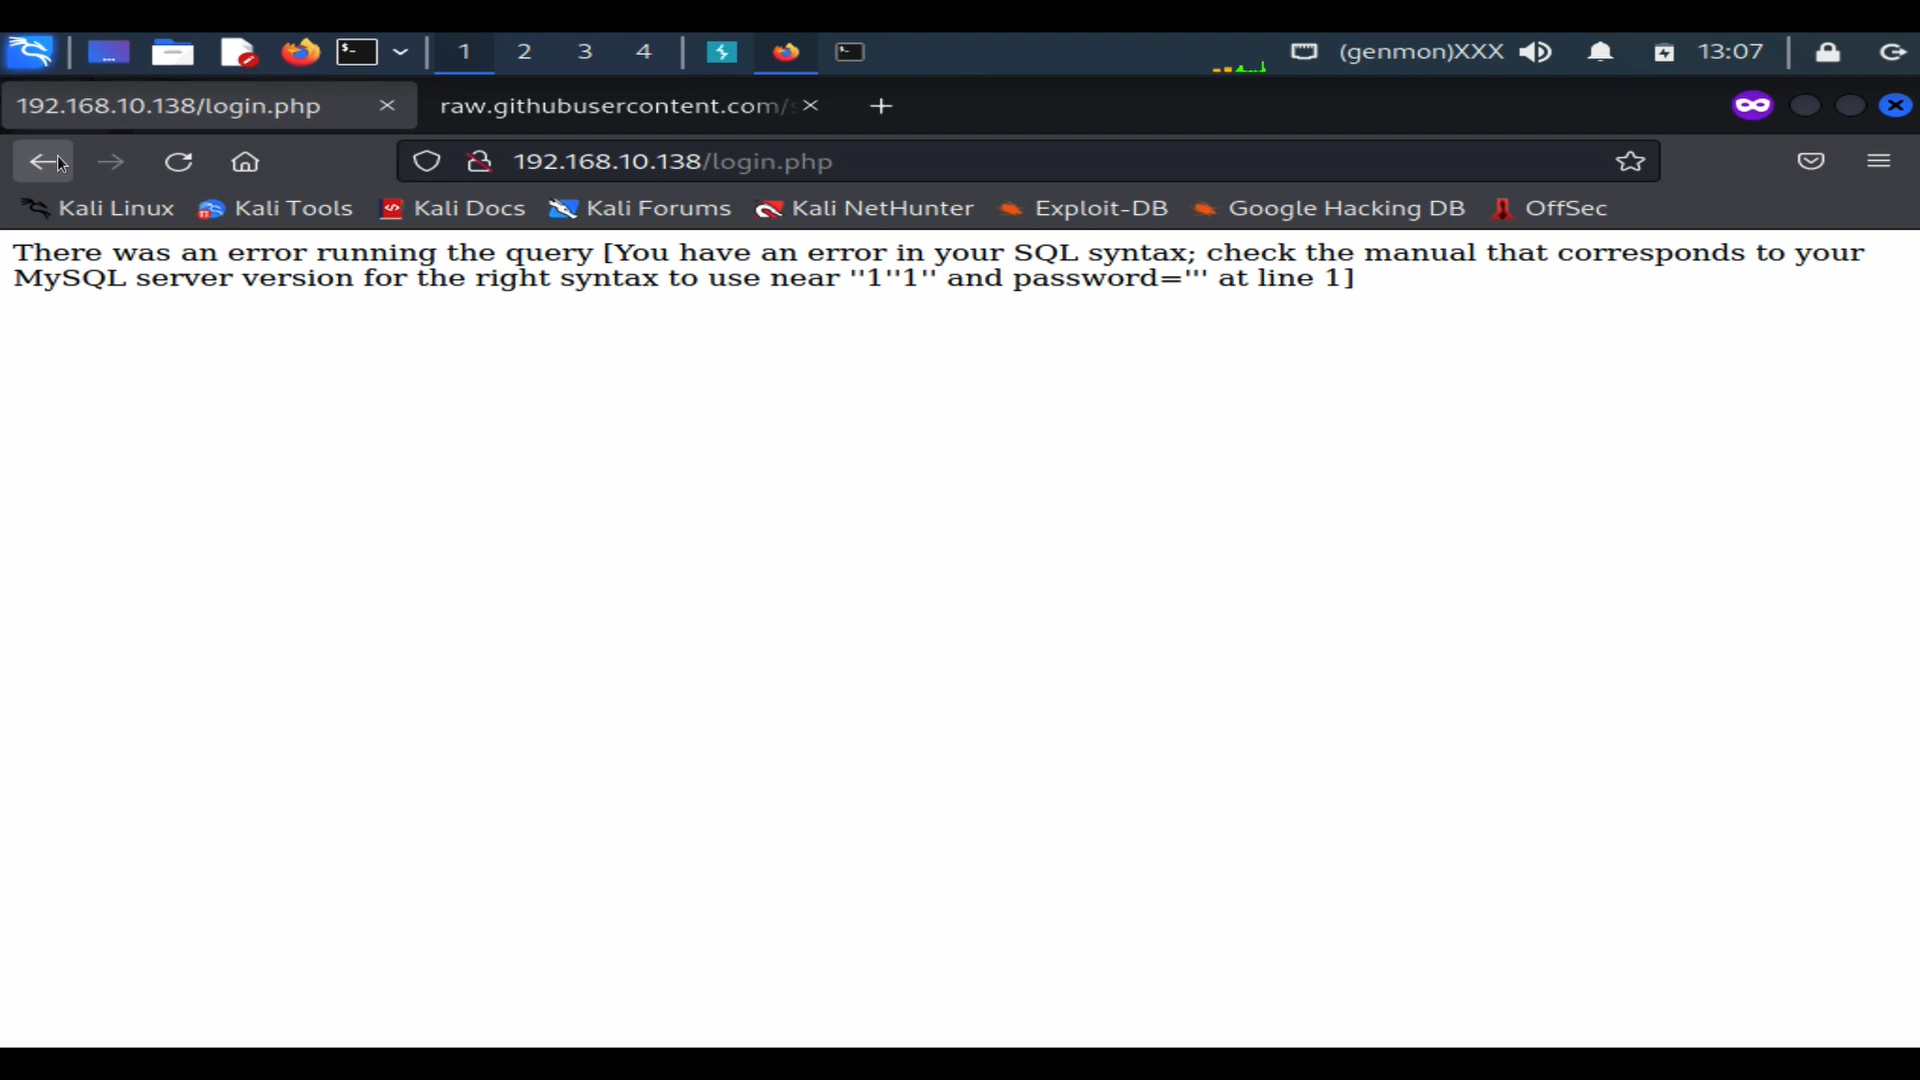 1 2 3 4 (genmon)XXX 13:07
192.168.10.138/login.php raw.githubusercontent.com/
192.168.10.138/login.php
Kali Linux Kali Tools Kali Docs Kali Forums Kali NetHunter Exploit-DB Google Hacking DB OffSec
There was an error running the query [You have an error in your SQL syntax; check the manual that corresponds to your
MySQL server version for the right syntax to use near ''1''1'' and password=''' at line 1]